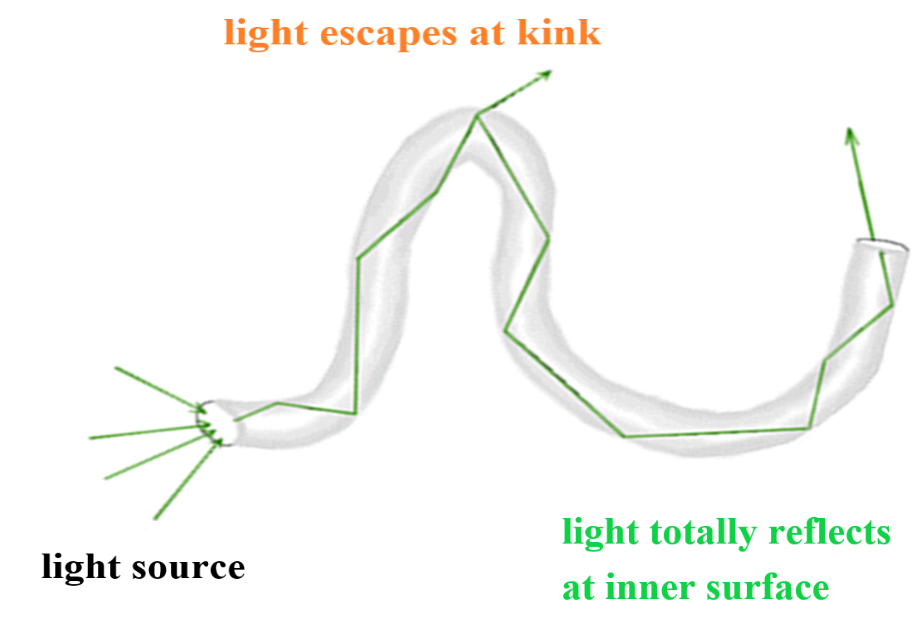 light escapes at kink
light source
light totally reflects
at inner surface